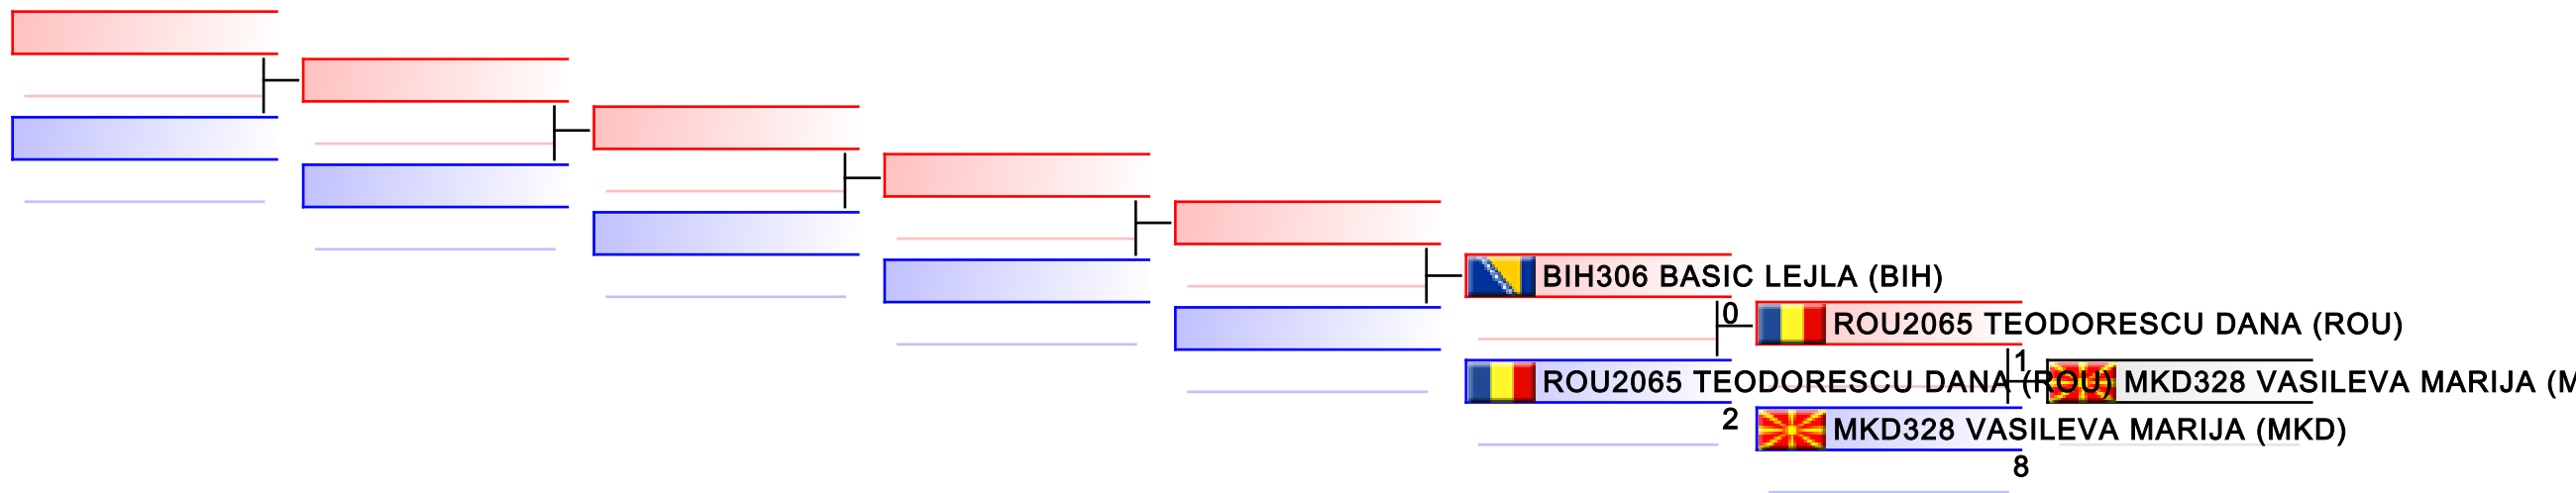 BIH306 BASIC LEJLA (BIH)
0
ROU2065 TEODORESCU DANA (ROU)
1
ROU2065 TEODORESCU DANA (ROU)
MKD328 VASILEVA MARIJA (M
2
MKD328 VASILEVA MARIJA (MKD)
8